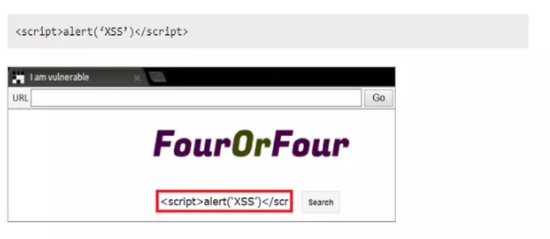 <script>alert(‘XSS’)</script>
I am vulnerable
URL
Go
FourOrFour
<script>alert(‘XSS’)</scr
Search